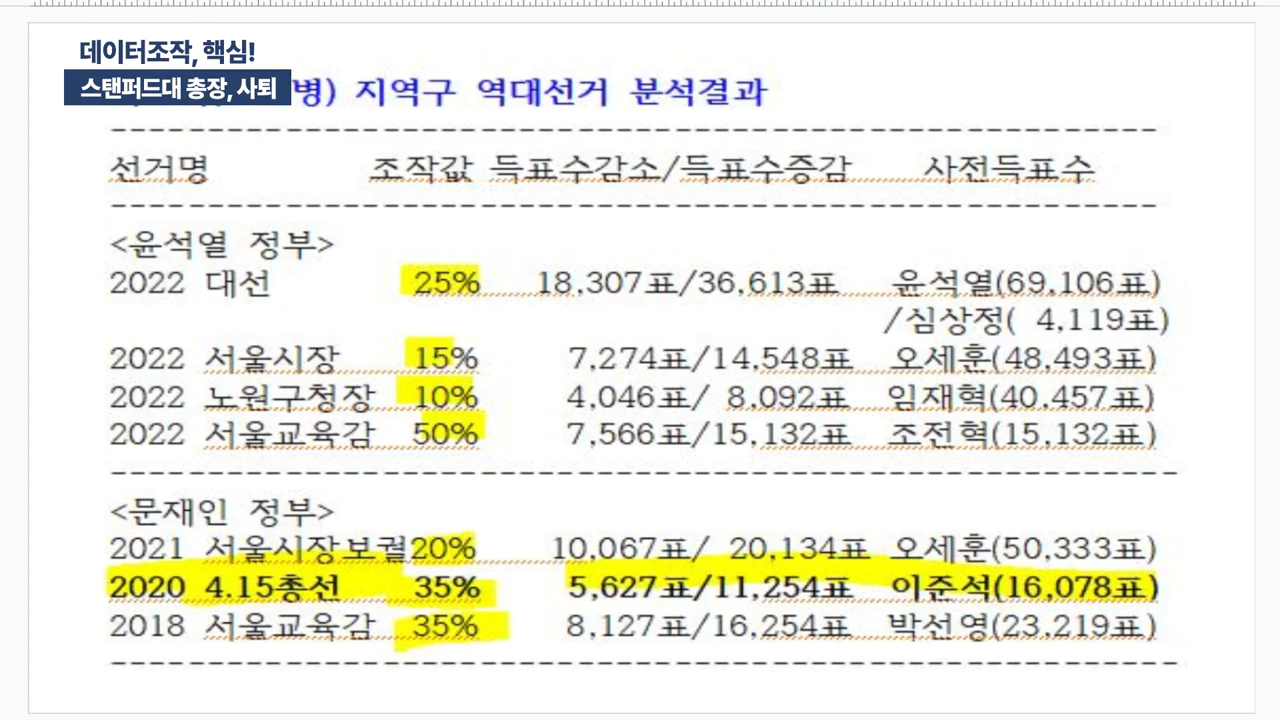 데이터조작, 핵심!
스탠퍼드대 총장, 사퇴
병) 지역구 역대선거 분석결과
선거명 조작값 득표수감소/득표수증감 사전득표수
<윤석열 정부>
2022 대선 25% 18,307표/36,613표 윤석열(69,106표)
/심상정( 4,119표)
2022 서울시장 15% 7,274표/14,548표 오세훈(48,493표)
2022 노원구청장 10% 4,046표/ 8,092표 임재혁(40,457표)
2022 서울교육감 50% 7,566표/15,132표 조전혁(15,132표)
<문재인 정부>
2021 서울시장보궐20% 10,067표/ 20,134표 오세훈(50,333표)
2020 4.15총선 35% 5,627표/11,254표 이준석(16,078표)
2018 서울교육감 35% 8,127표/16,254표 박선영(23,219표)